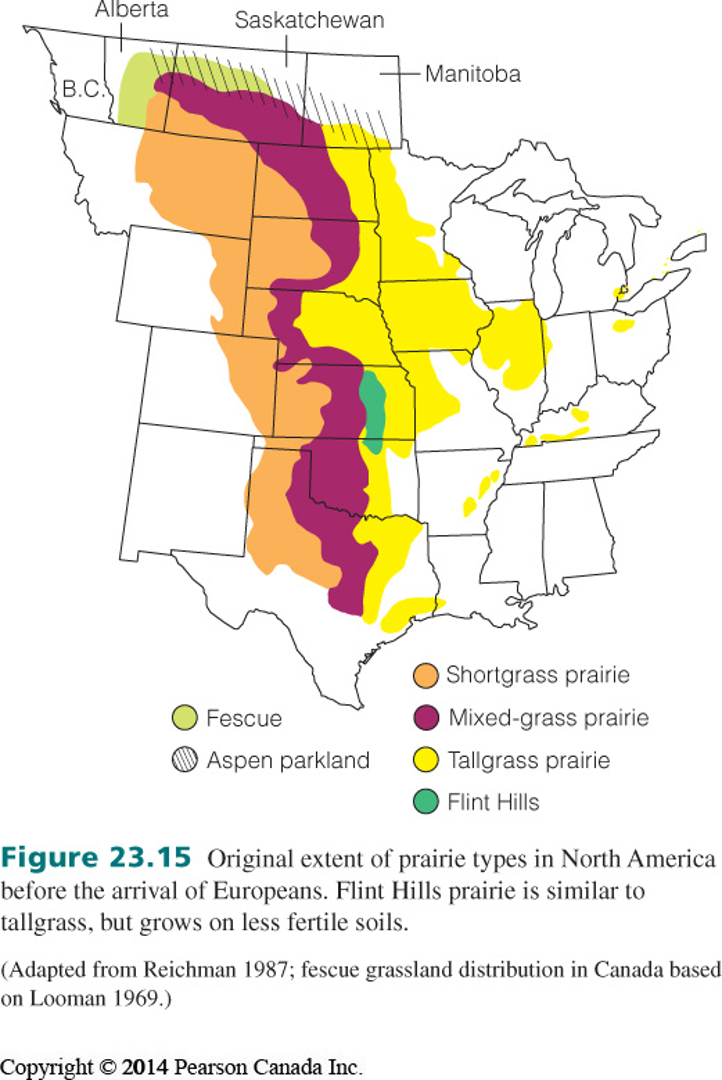 Alberta
Saskatchewan
Manitoba
B.C.
Shortgrass prairie
Fescue
Mixed-grass prairie
Aspen parkland
Tallgrass prairie
Flint Hills
Figure 23.15 Original extent of prairie types in North America
before the arrival of Europeans. Flint Hills prairie is similar to
tallgrass, but grows on less fertile soils.
(Adapted from Reichman 1987; fescue grassland distribution in Canada based
on Looman 1969.)
Copyright © 2014 Pearson Canada Inc.